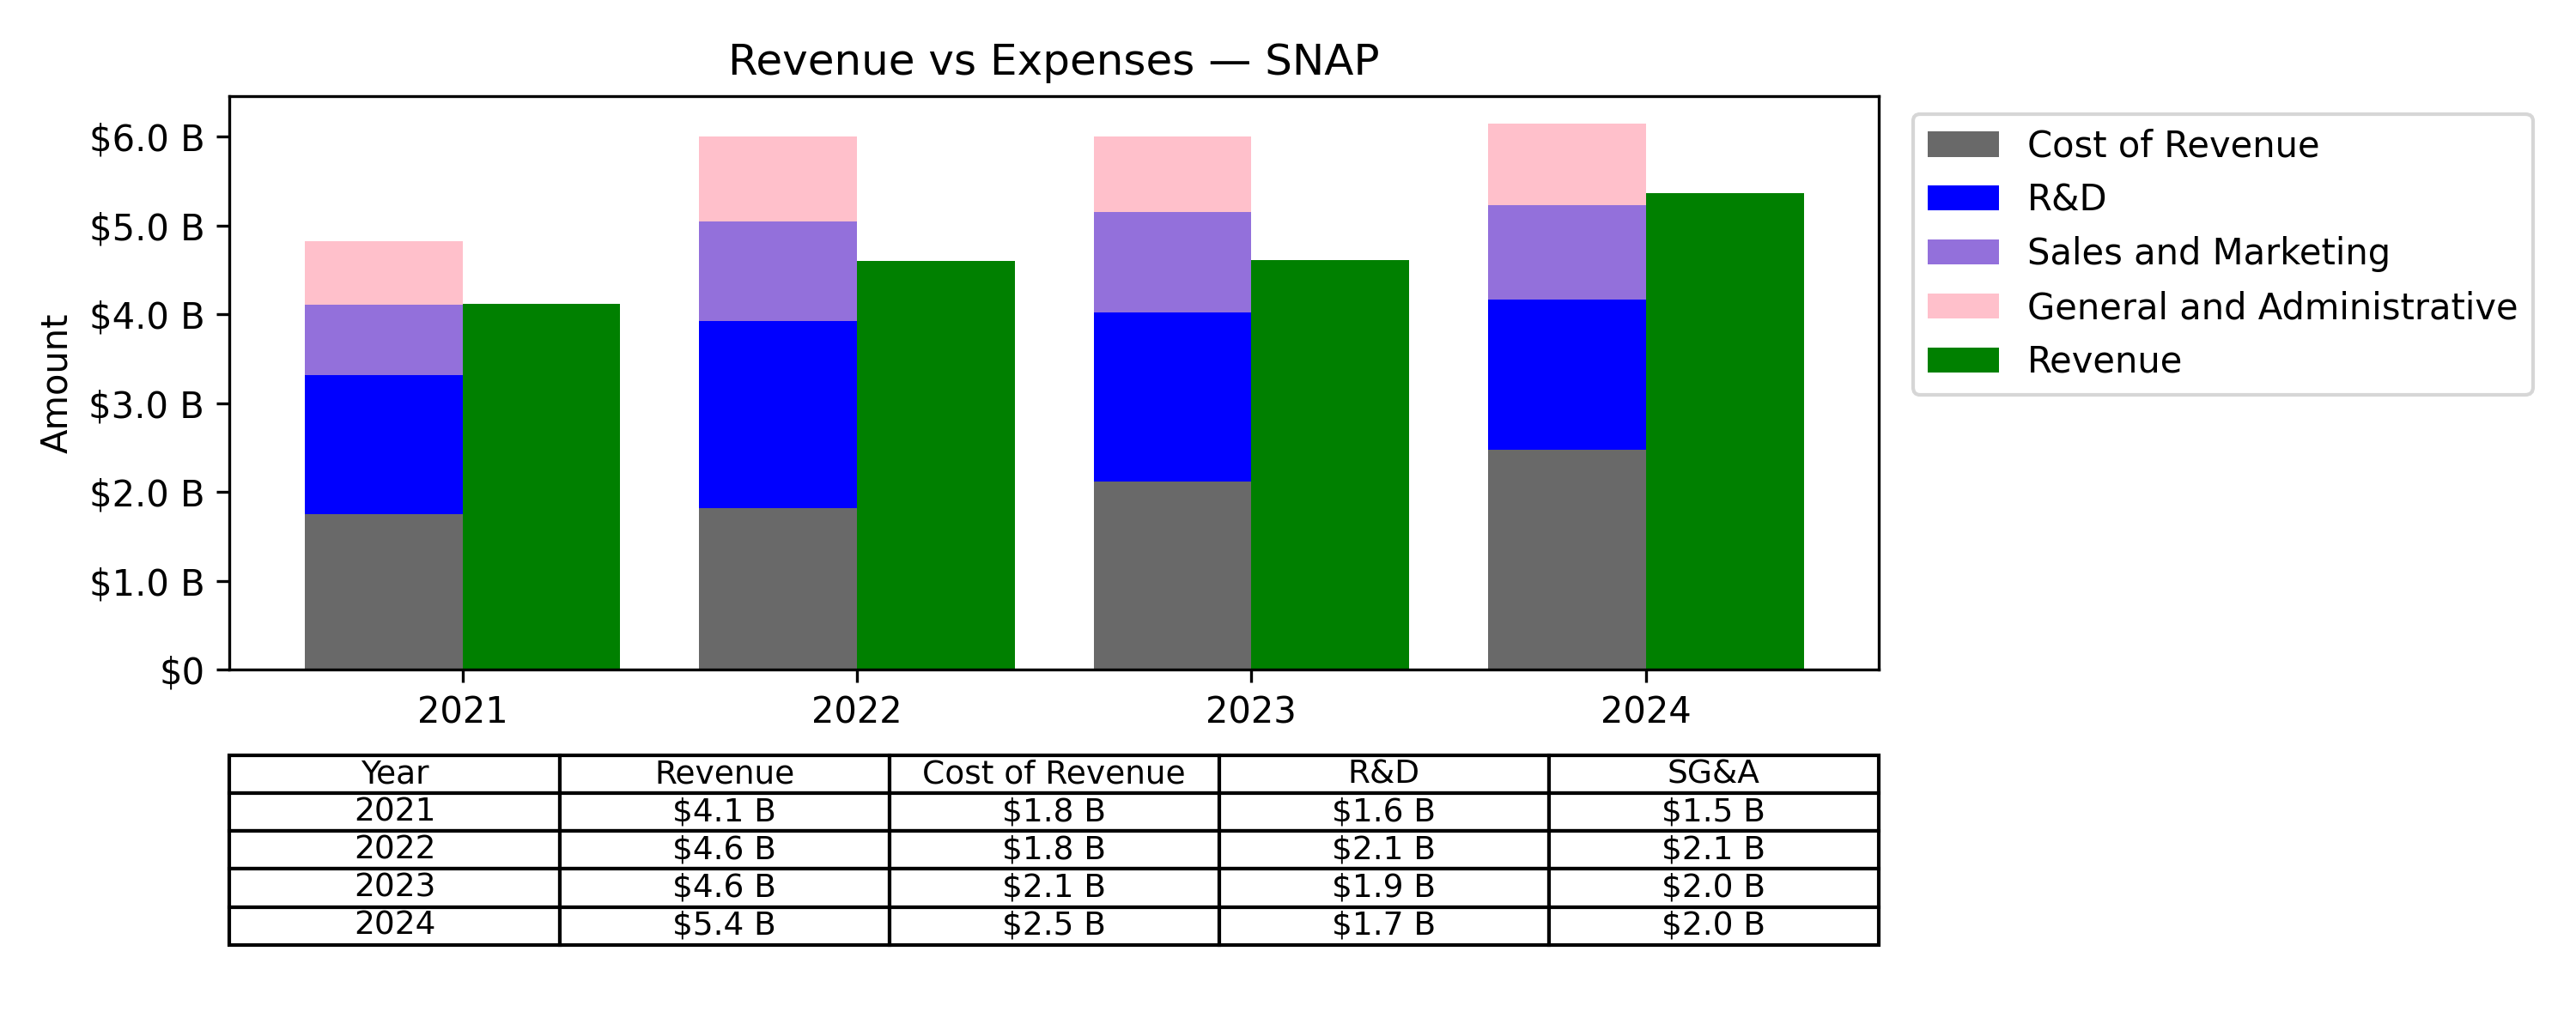 Revenue vs Expenses — SNAP
Amount
$6.0 B
$5.0 B
$4.0 B
$3.0 B
$2.0 B
$1.0 B
$0
2021 2022 2023 2024
Cost of Revenue
R&D
Sales and Marketing
General and Administrative
Revenue
Year Revenue Cost of Revenue R&D SG&A
2021 $4.1 B $1.8 B $1.6 B $1.5 B
2022 $4.6 B $1.8 B $2.1 B $2.1 B
2023 $4.6 B $2.1 B $1.9 B $2.0 B
2024 $5.4 B $2.5 B $1.7 B $2.0 B